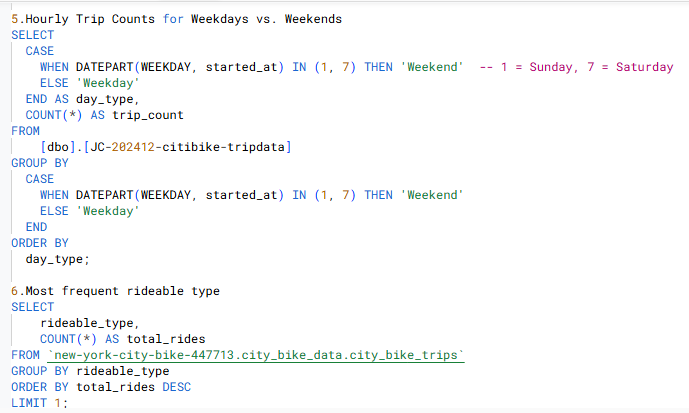 5.Hourly Trip Counts for Weekdays vs. Weekends
SELECT
  CASE
    WHEN DATEPART(WEEKDAY, started_at) IN (1, 7) THEN 'Weekend'  -- 1 = Sunday, 7 = Saturday
    ELSE 'Weekday'
  END AS day_type,
  COUNT(*) AS trip_count
FROM
    [dbo].[JC-202412-citibike-tripdata]
GROUP BY
  CASE
    WHEN DATEPART(WEEKDAY, started_at) IN (1, 7) THEN 'Weekend'
    ELSE 'Weekday'
  END
ORDER BY
  day_type;
6.Most frequent rideable type
SELECT
    rideable_type,
    COUNT(*) AS total_rides
FROM `new-york-city-bike-447713.city_bike_data.city_bike_trips`
GROUP BY rideable_type
ORDER BY total_rides DESC
LIMIT 1;